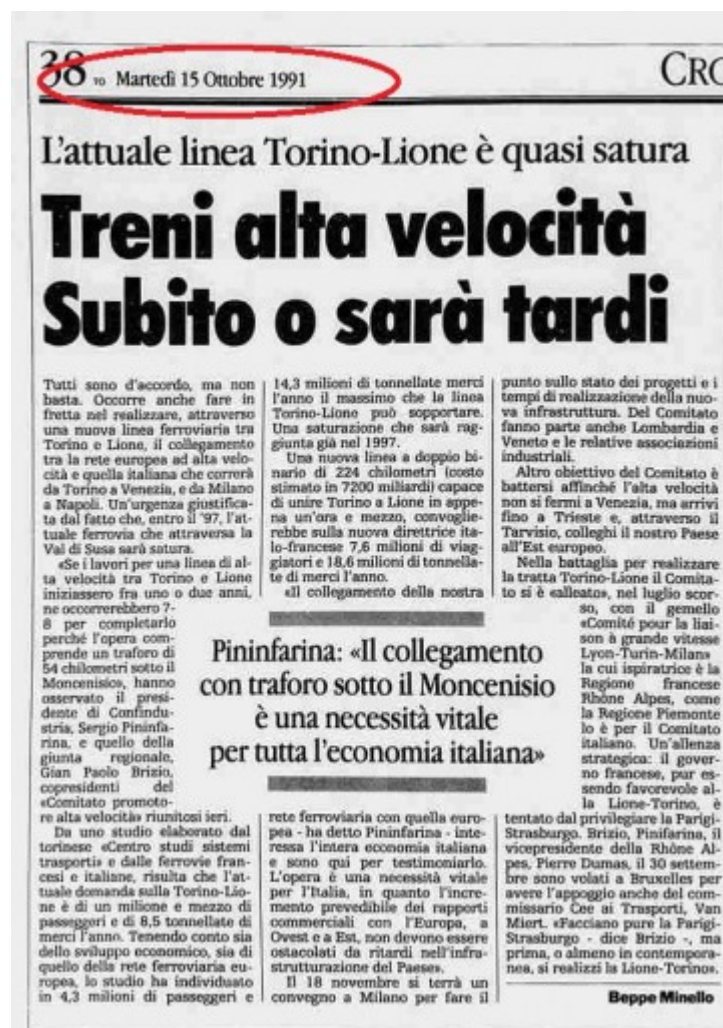 38 TO Martedì 15 Ottobre 1991
CRO
L'attuale linea Torino-Lione è quasi satura
Treni alta velocità
Subito o sarà tardi
Tutti sono d'accordo, ma non
basta. Occorre anche fare in
fretta nel realizzare, attraverso
una nuova linea ferroviaria tra
Torino e Lione, il collegamento
tra la rete europea ad alta velo-
cità e quella italiana che correrà
da Torino a Venezia, e da Milano
a Napoli. Un'urgenza giustifica-
ta dal fatto che, entro il '97, l'at-
tuale ferrovia che attraversa la
Val di Susa sarà satura.
«Se i lavori per una linea di al-
ta velocità tra Torino e Lione
iniziassero fra uno o due anni,
ne occorrerebbero 7-
8 per completarlo
perché l'opera com-
prende un traforo di
54 chilometri sotto il
Moncenisio», hanno
osservato il presi-
dente di Confindu-
stria, Sergio Pininfa-
rina, e quello della
giunta regionale,
Gian Paolo Brizio,
copresidenti del
«Comitato promoto-
re alta velocità» riunitosi ieri.
Da uno studio elaborato dal
torinese «Centro studi sistemi
trasporti» e dalle ferrovie fran-
cesi e italiane, risulta che l'at-
tuale domanda sulla Torino-Lio-
ne è di un milione e mezzo di
passeggeri e di 8,5 tonnellate di
merci l'anno. Tenendo conto sia
dello sviluppo economico, sia di
quello della rete ferroviaria eu-
ropea, lo studio ha individuato
in 4,3 milioni di passeggeri e
14,3 milioni di tonnellate merci
l'anno il massimo che la linea
Torino-Lione può sopportare.
Una saturazione che sarà rag-
giunta già nel 1997.
Una nuova linea a doppio bi-
nario di 224 chilometri (costo
stimato in 7200 miliardi) capace
di unire Torino a Lione in appe-
na un'ora e mezzo, convoglie-
rebbe sulla nuova direttrice ita-
lo-francese 7,6 milioni di viag-
giatori e 18,6 milioni di tonnella-
te di merci l'anno.
«Il collegamento della nostra
Pininfarina: «Il collegamento
con traforo sotto il Moncenisio
è una necessità vitale
per tutta l'economia italiana»
rete ferroviaria con quella euro-
pea - ha detto Pininfarina - inte-
ressa l'intera economia italiana
e sono qui per testimoniarlo.
L'opera è una necessità vitale
per l'Italia, in quanto l'incre-
mento prevedibile dei rapporti
commerciali con l'Europa, a
Ovest e a Est, non devono essere
ostacolati da ritardi nell'infra-
strutturazione del Paese».
Il 18 novembre si terrà un
convegno a Milano per fare il
punto sullo stato dei progetti e i
tempi di realizzazione della nuo-
va infrastruttura. Del Comitato
fanno parte anche Lombardia e
Veneto e le relative associazioni
industriali.
Altro obiettivo del Comitato è
battersi affinché l'alta velocità
non si fermi a Venezia, ma arrivi
fino a Trieste e, attraverso il
Tarvisio, colleghi il nostro Paese
all'Est europeo.
Nella battaglia per realizzare
la tratta Torino-Lione il Comita-
to si è «alleato», nel luglio scor-
so, con il gemello
«Comité pour la liai-
son à grande vitesse
Lyon-Turin-Milan»
la cui ispiratrice è la
Regione francese
Rhône Alpes, come
la Regione Piemonte
lo è per il Comitato
italiano. Un'allenza
strategica: il gover-
no francese, pur es-
sendo favorevole al-
la Lione-Torino, è
tentato dal privilegiare la Parigi-
Strasburgo. Brizio, Pinifarina, il
vicepresidente della Rhône Al-
pes, Pierre Dumas, il 30 settem-
bre sono volati a Bruxelles per
avere l'appoggio anche del com-
missario Cee ai Trasporti, Van
Miert. «Facciano pure la Parigi-
Strasburgo - dice Brizio -, ma
prima, o almeno in contempora-
nea, si realizzi la Lione-Torino».
Beppe Minello